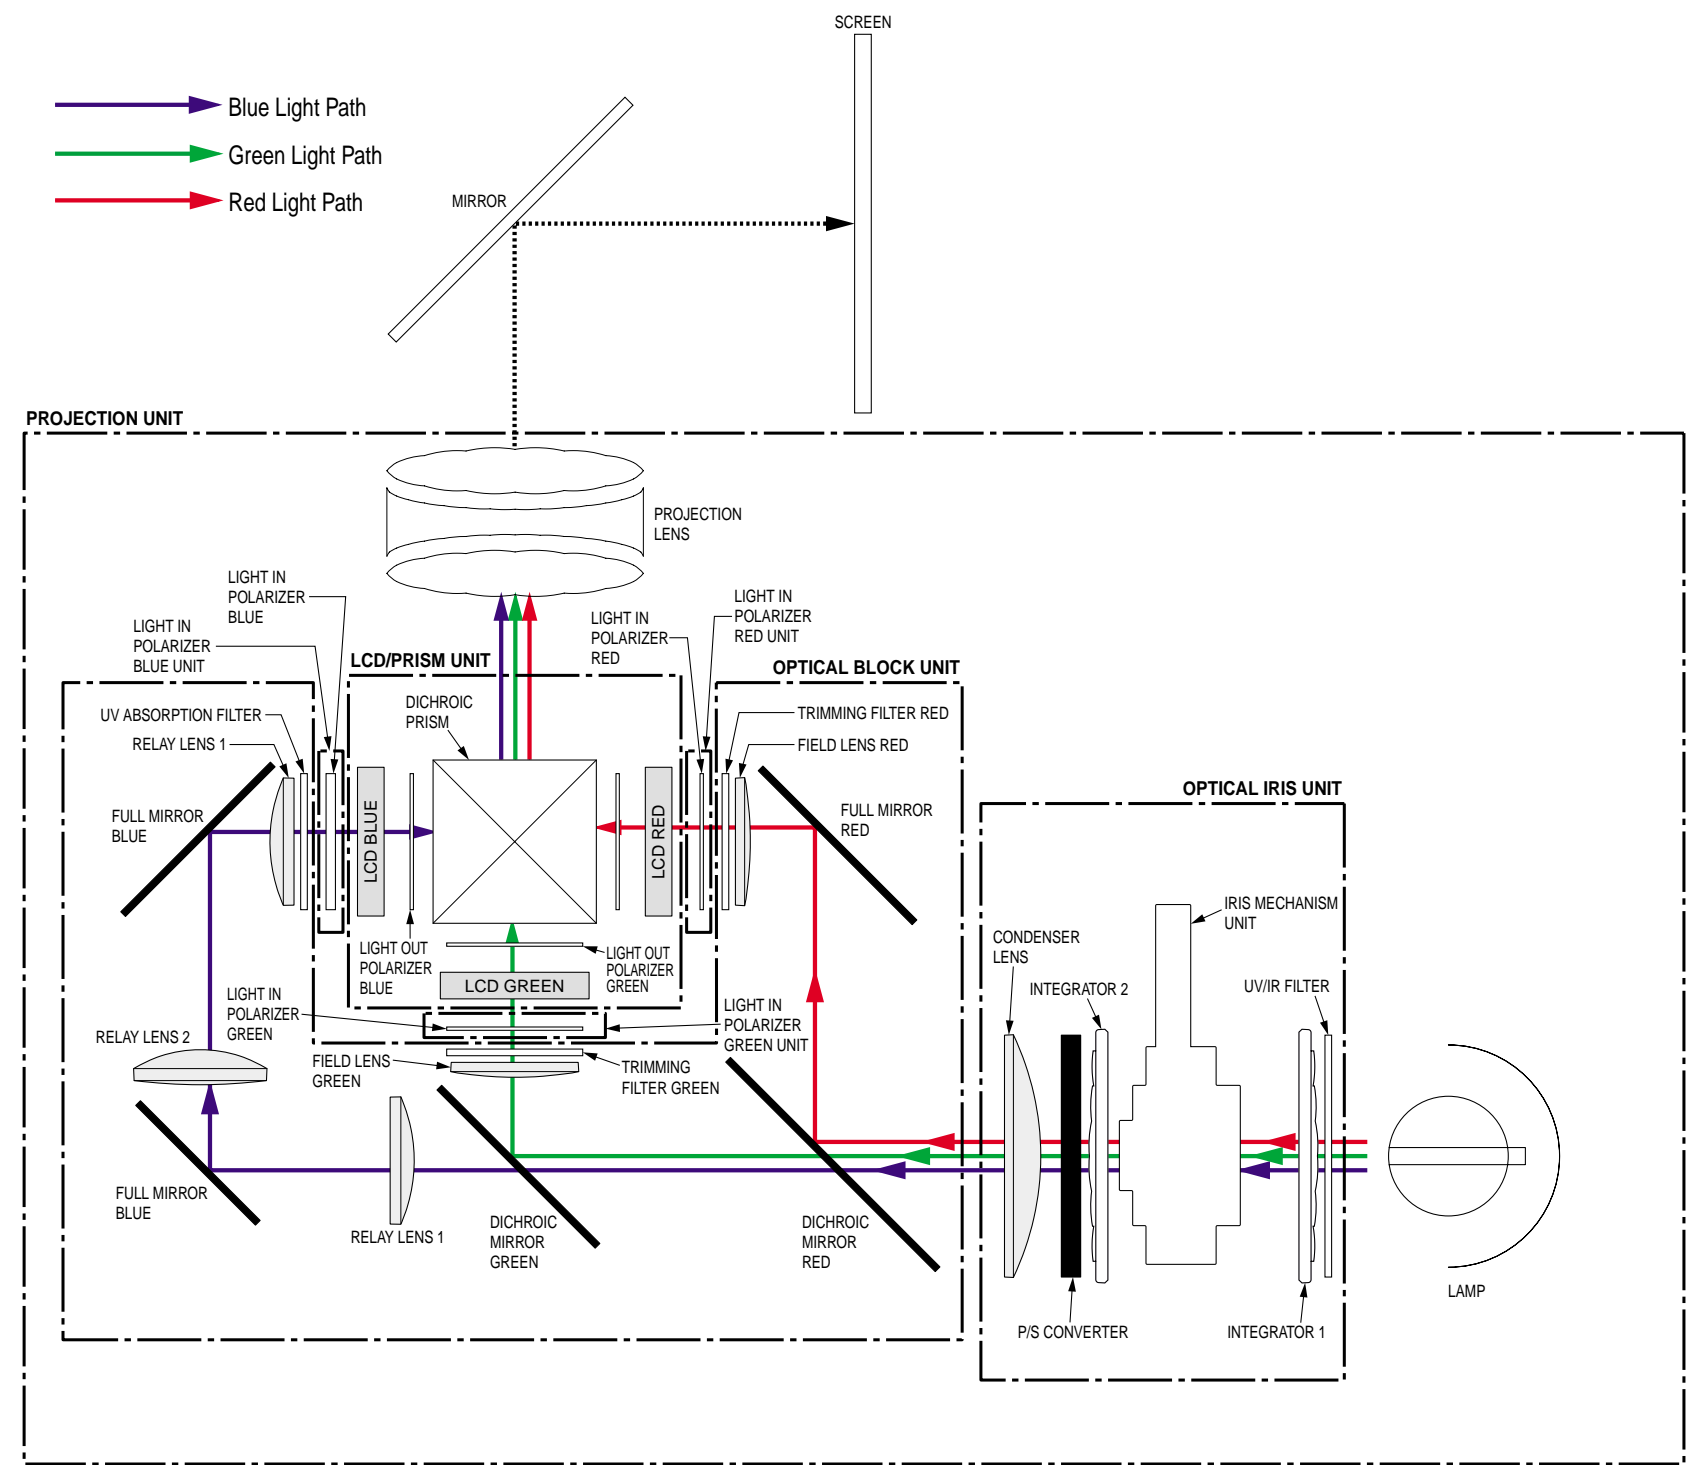 SCREEN
Blue Light Path
Green Light Path
Red Light Path
MIRROR
PROJECTION UNIT
PROJECTION
LENS
LIGHT IN
POLARIZER
BLUE
LIGHT IN
POLARIZER
BLUE UNIT
LIGHT IN
POLARIZER
RED
LIGHT IN
POLARIZER
RED UNIT
LCD/PRISM UNIT
OPTICAL BLOCK UNIT
DICHROIC
PRISM
UV ABSORPTION FILTER
RELAY LENS 1
TRIMMING FILTER RED
FIELD LENS RED
FULL MIRROR
BLUE
LCD BLUE
LCD RED
FULL MIRROR
RED
OPTICAL IRIS UNIT
IRIS MECHANISM
UNIT
LIGHT OUT
POLARIZER
BLUE
LIGHT OUT
POLARIZER
GREEN
LCD GREEN
CONDENSER
LENS
INTEGRATOR 2
UV/IR FILTER
LIGHT IN
POLARIZER
GREEN
LIGHT IN
POLARIZER
GREEN UNIT
RELAY LENS 2
FIELD LENS
GREEN
TRIMMING
FILTER GREEN
FULL MIRROR
BLUE
RELAY LENS 1
DICHROIC
MIRROR
GREEN
DICHROIC
MIRROR
RED
P/S CONVERTER
INTEGRATOR 1
LAMP